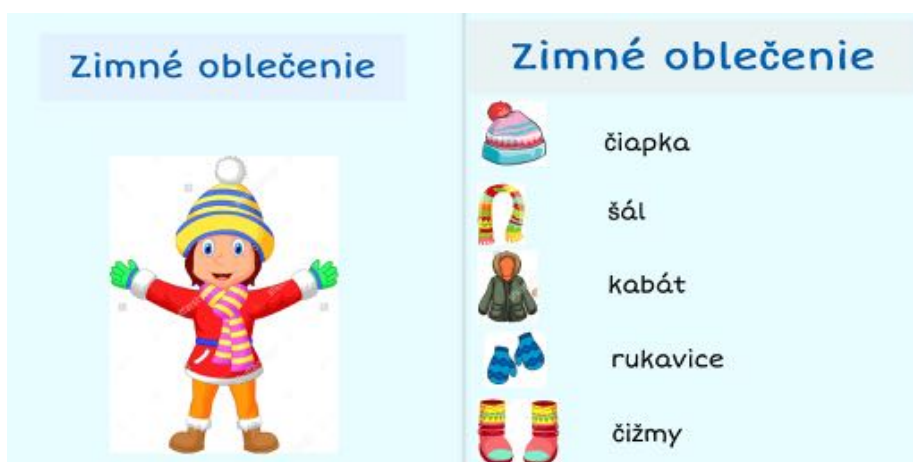 Zimné oblečenie
Zimné oblečenie
čiapka
šál
kabát
rukavice
čižmy